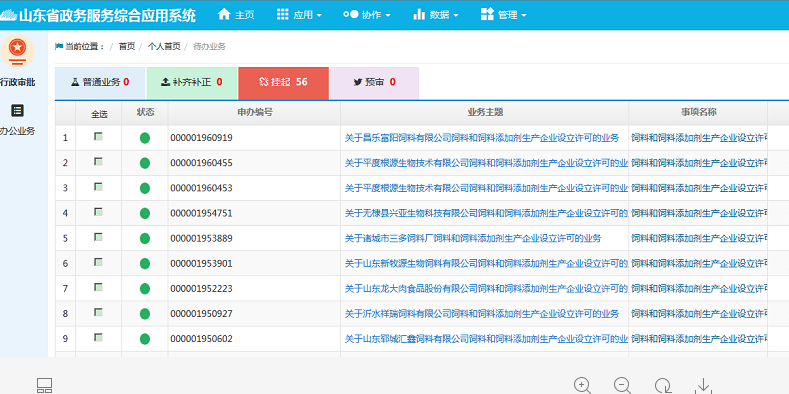 山东省政务服务综合应用系统 主页 应用 协作 数据 管理
当前位置： / 首页 / 个人首页 / 待办业务
行政审批
办公业务
普通业务 0 补齐补正 0 挂起 56 预审 0
全选 状态 申办编号 业务主题 事项名称
1 000001960919 关于昌乐富阳饲料有限公司饲料和饲料添加剂生产企业设立许可的业务 饲料和饲料添加剂生产企业设立许可
2 000001960455 关于平度根源生物技术有限公司饲料和饲料添加剂生产企业设立许可的业 饲料和饲料添加剂生产企业设立许可
3 000001960453 关于平度根源生物技术有限公司饲料和饲料添加剂生产企业设立许可的业 饲料和饲料添加剂生产企业设立许可
4 000001954751 关于无棣县兴亚生物科技有限公司饲料和饲料添加剂生产企业设立许可的 饲料和饲料添加剂生产企业设立许可
5 000001953889 关于诸城市三多饲料厂饲料和饲料添加剂生产企业设立许可的业务 饲料和饲料添加剂生产企业设立许可
6 000001953901 关于山东新牧源生物饲料有限公司饲料和饲料添加剂生产企业设立许可的 饲料和饲料添加剂生产企业设立许可
7 000001952223 关于山东龙大肉食品股份有限公司饲料和饲料添加剂生产企业设立许可的 饲料和饲料添加剂生产企业设立许可
8 000001950927 关于沂水祥瑞饲料有限公司饲料和饲料添加剂生产企业设立许可的业务 饲料和饲料添加剂生产企业设立许可
9 000001950602 关于山东郓城汇鑫饲料有限公司饲料和饲料添加剂生产企业设立许可的业 饲料和饲料添加剂生产企业设立许可